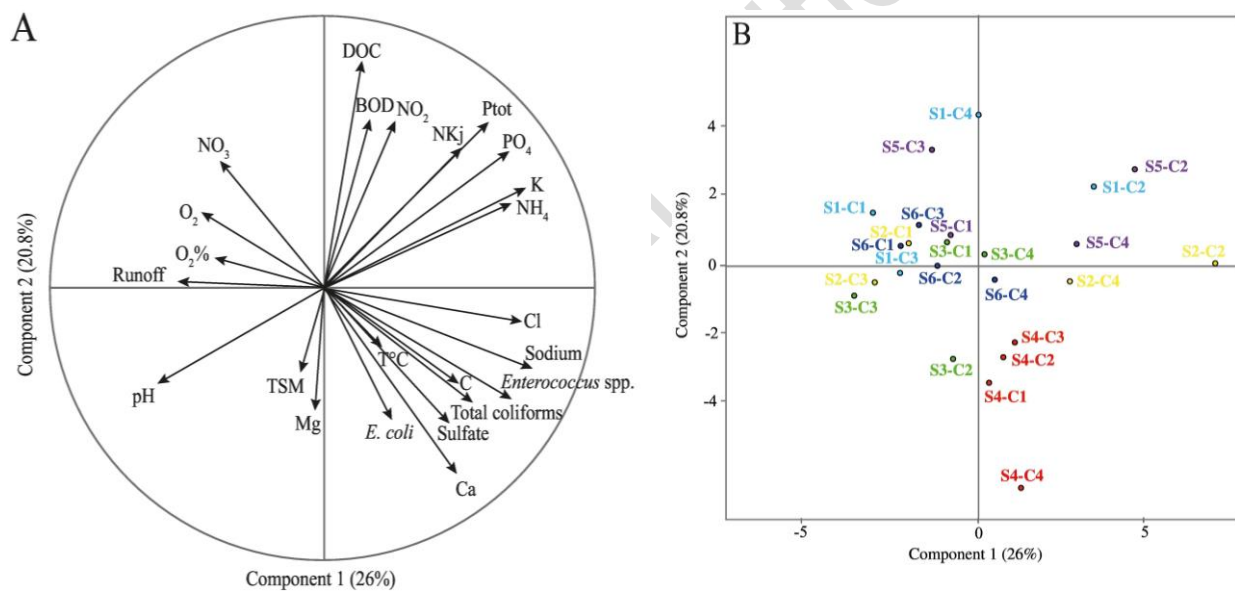 A
DOC
BOD
NO2
Ptot
NKj
PO4
NO3
K
NH4
O2
O2%
Runoff
Cl
T°C
Sodium
pH
TSM
C
Enterococcus spp.
Mg
Total coliforms
E. coli
Sulfate
Ca
Component 2 (20.8%)
Component 1 (26%)
B
S1-C4
S5-C3
S5-C2
S1-C2
S1-C1
S6-C3
S5-C1
S2-C1
S5-C4
S6-C1
S3-C1
S3-C4
S2-C2
S1-C3
S2-C3
S6-C2
S6-C4
S2-C4
S3-C3
S4-C3
S3-C2
S4-C2
S4-C1
S4-C4
4
2
0
-2
-4
-5
0
5
Component 2 (20.8%)
Component 1 (26%)